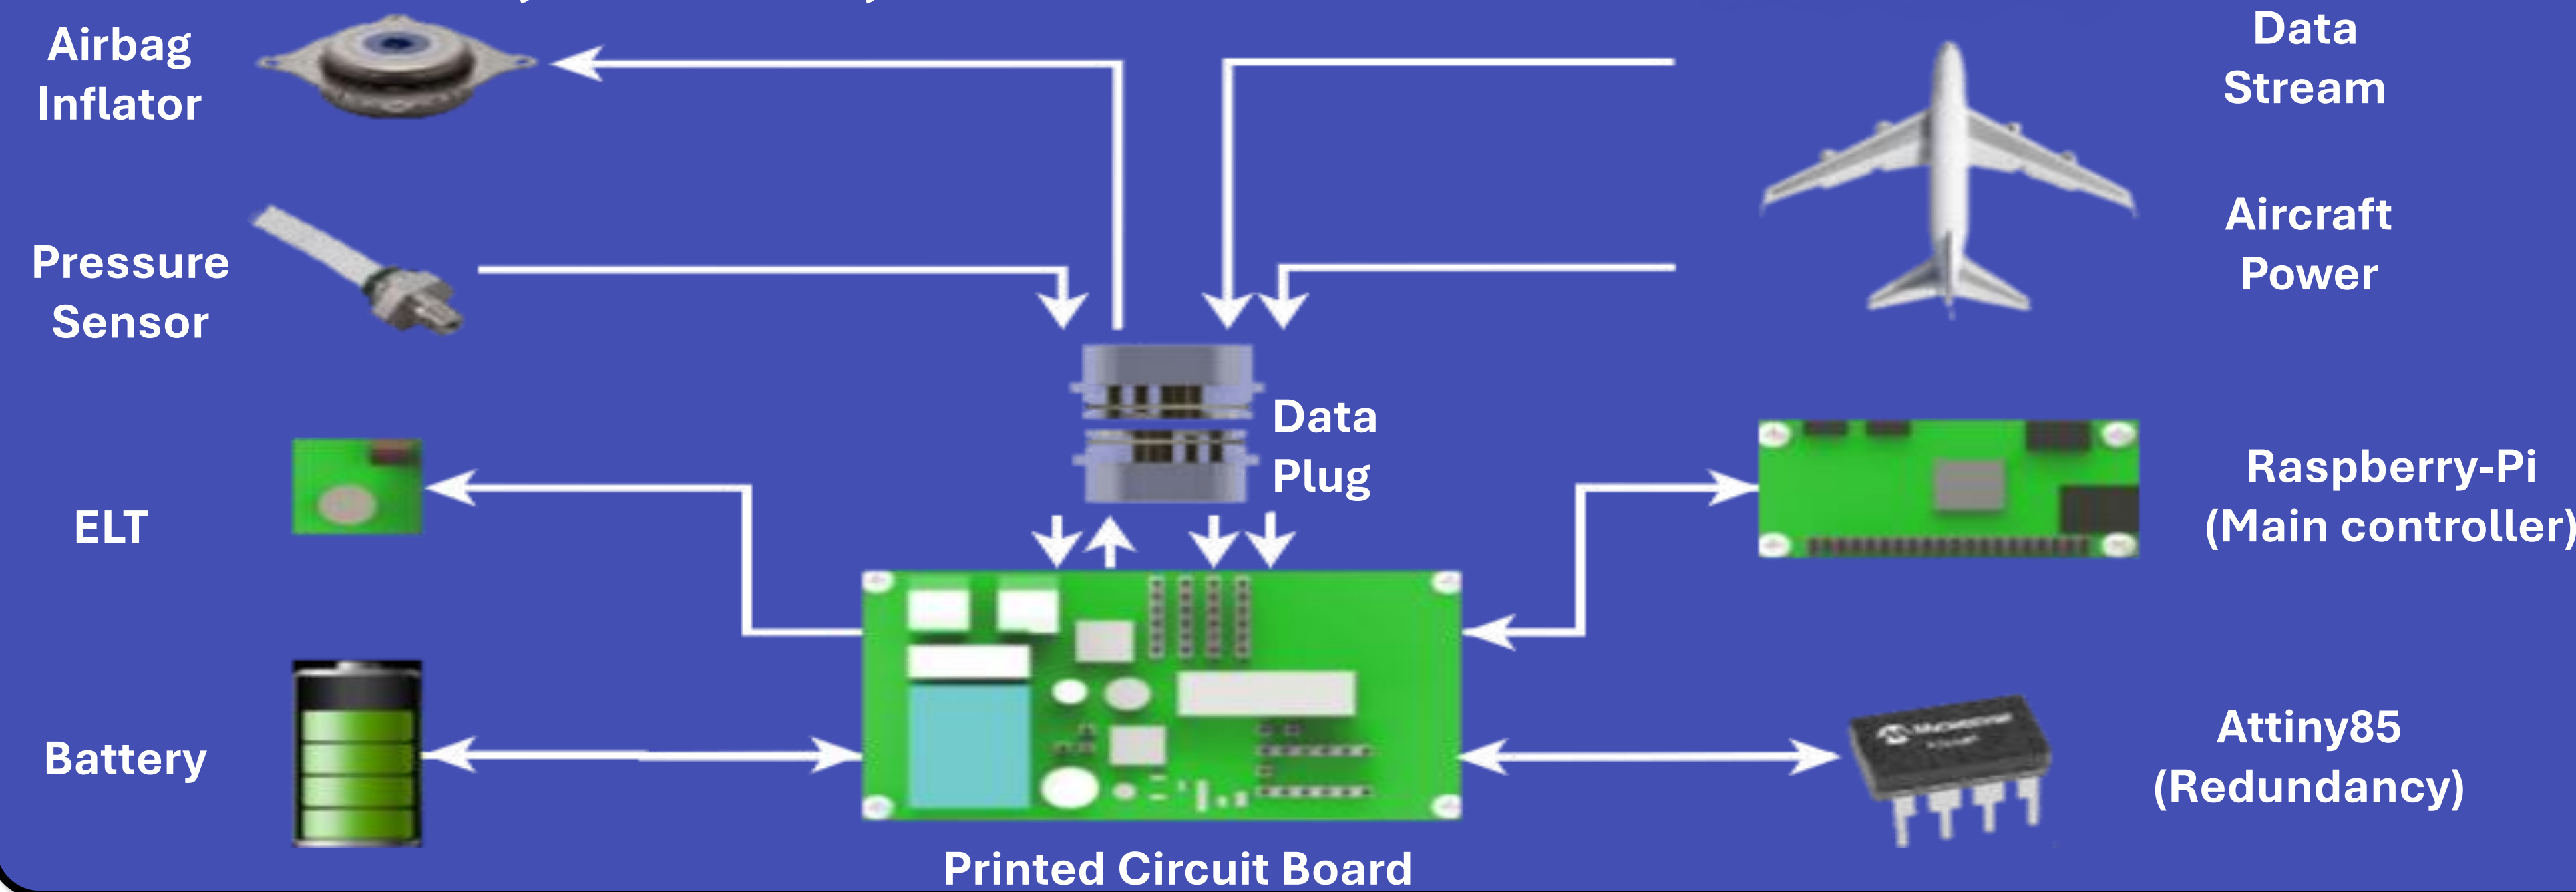 Airbag
Inflator
Data
Stream
Pressure
Sensor
Aircraft
Power
Data
Plug
ELT
Raspberry-Pi
(Main controller)
Battery
Attiny85
(Redundancy)
Printed Circuit Board